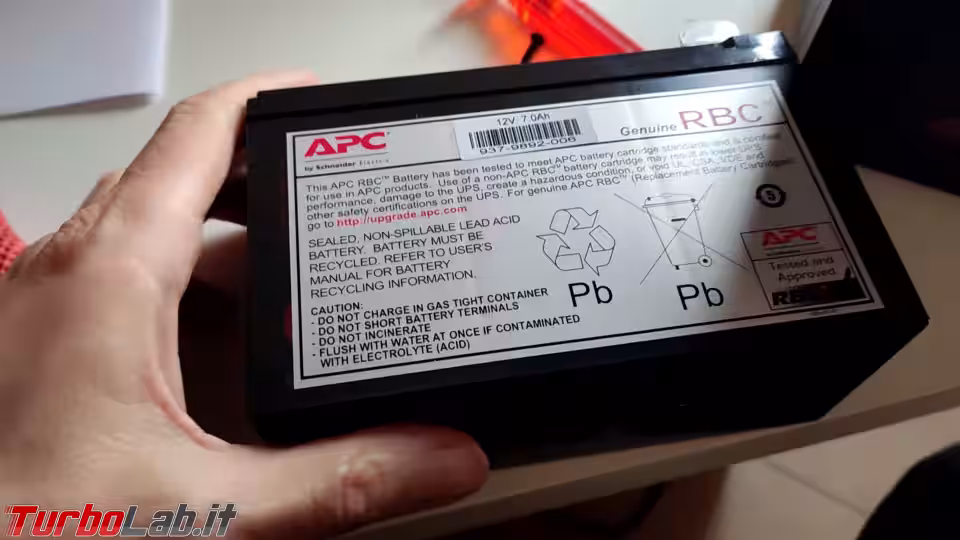 APC
by Schneider Electric
12V 7.0Ah
937-9892-006
Genuine RBC™
This APC RBC™ Battery has been tested to meet APC battery cartridge standards and is certified
for use in APC products. Use of a non-APC RBC™ battery cartridge may result in lower UPS
performance, damage to the UPS, create a hazardous condition, or void UL, CSA, VDE and
other safety certifications on the UPS. For genuine APC RBC™ (Replacement Battery Cartridge)
go to http://upgrade.apc.com
SEALED, NON-SPILLABLE LEAD ACID
BATTERY. BATTERY MUST BE
RECYCLED. REFER TO USER'S
MANUAL FOR BATTERY
RECYCLING INFORMATION.
CAUTION:
- DO NOT CHARGE IN GAS TIGHT CONTAINER
- DO NOT SHORT BATTERY TERMINALS
- DO NOT INCINERATE
- FLUSH WITH WATER AT ONCE IF CONTAMINATED
WITH ELECTROLYTE (ACID)
Pb
Pb
APC
Tested and
Approved
TurboLab.it